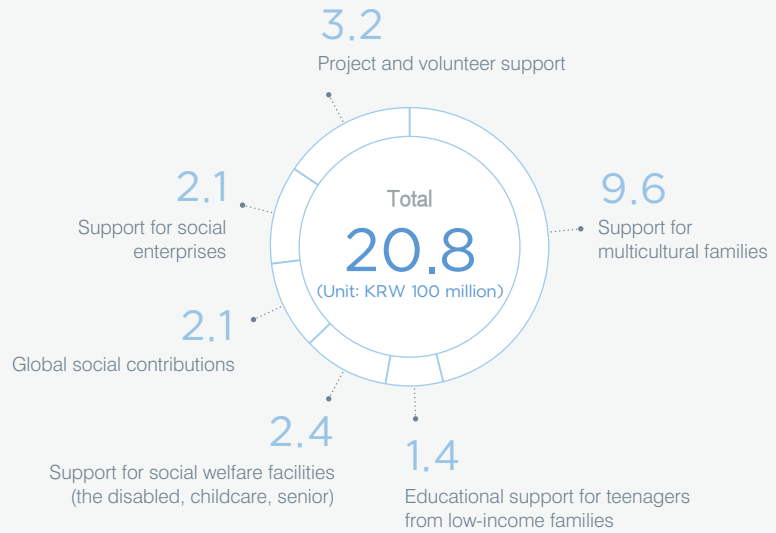 3.2
Project and volunteer support
2.1
Support for social
enterprises
Total
20.8
(Unit: KRW 100 million)
9.6
Support for
multicultural families
2.1
Global social contributions
2.4
Support for social welfare facilities
(the disabled, childcare, senior)
1.4
Educational support for teenagers
from low-income families